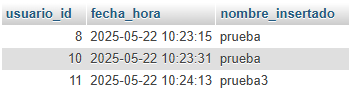 usuario_id fecha_hora nombre_insertado
8 2025-05-22 10:23:15 prueba
10 2025-05-22 10:23:31 prueba
11 2025-05-22 10:24:13 prueba3